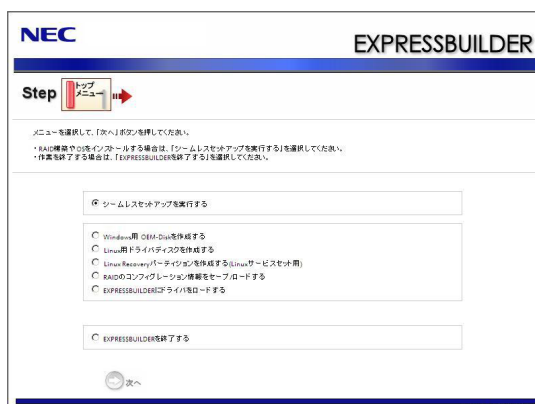 NEC
EXPRESSBUILDER
Step
トップ
メニュー
メニューを選択して、「次へ」ボタンを押してください。
・RAID構築やOSをインストールする場合は、「シームレスセットアップを実行する」を選択してください。
・作業を終了する場合は、「EXPRESSBUILDERを終了する」を選択してください。
シームレスセットアップを実行する
Windows用 OEM-Diskを作成する
Linux用ドライバディスクを作成する
Linux Recoveryパーティションを作成する(Linuxサービスセット用)
RAIDのコンフィグレーション情報をセーブ/ロードする
EXPRESSBUILDERにドライバをロードする
EXPRESSBUILDERを終了する
次へ